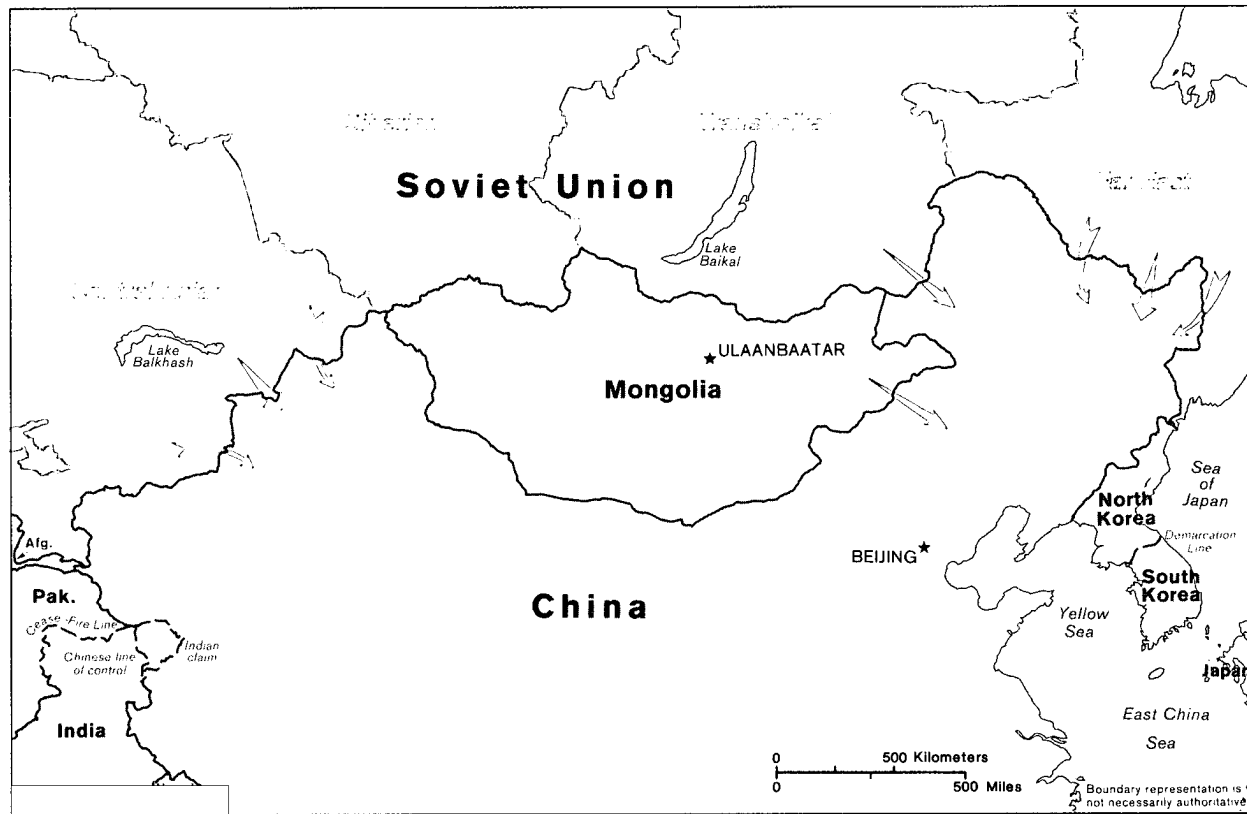 Soviet Union
Lake
Baikal
Lake
Balkhash
ULAANBAATAR
Mongolia
Sea
of
Japan
North
Korea
Demarcation
Line
Afg.
BEIJING
South
Korea
Pak.
China
Yellow
Sea
Cease-Fire Line
Indian
claim
Chinese line
of control
Japan
India
East China
Sea
0 500 Kilometers
0 500 Miles
Boundary representation is
not necessarily authoritative